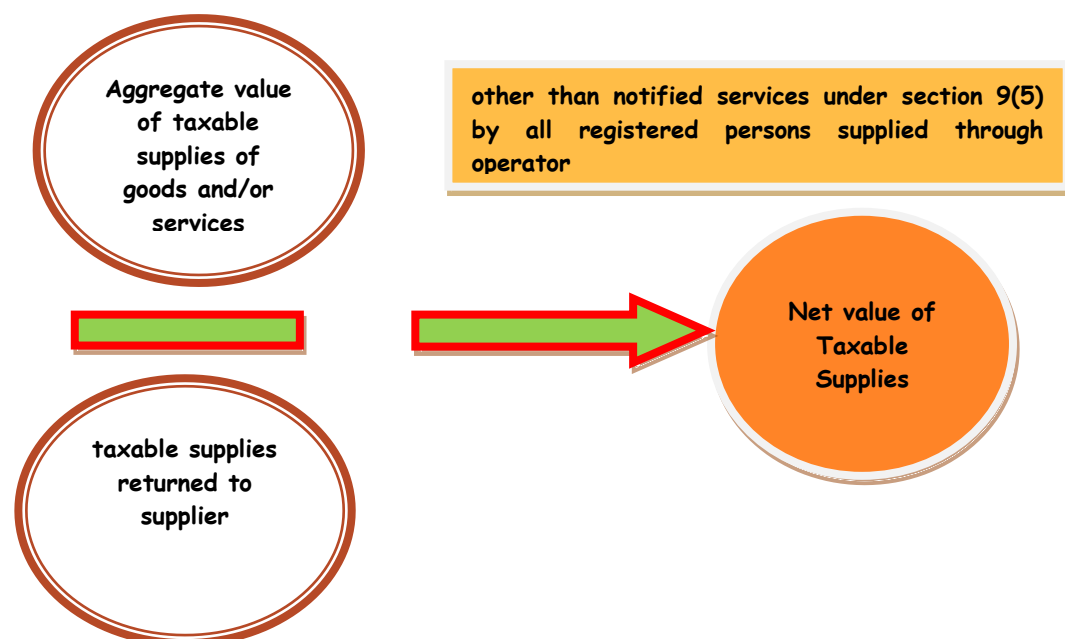 Aggregate value
of taxable
supplies of
goods and/or
services
other than notified services under section 9(5)
by all registered persons supplied through
operator
Net value of
Taxable
Supplies
taxable supplies
returned to
supplier